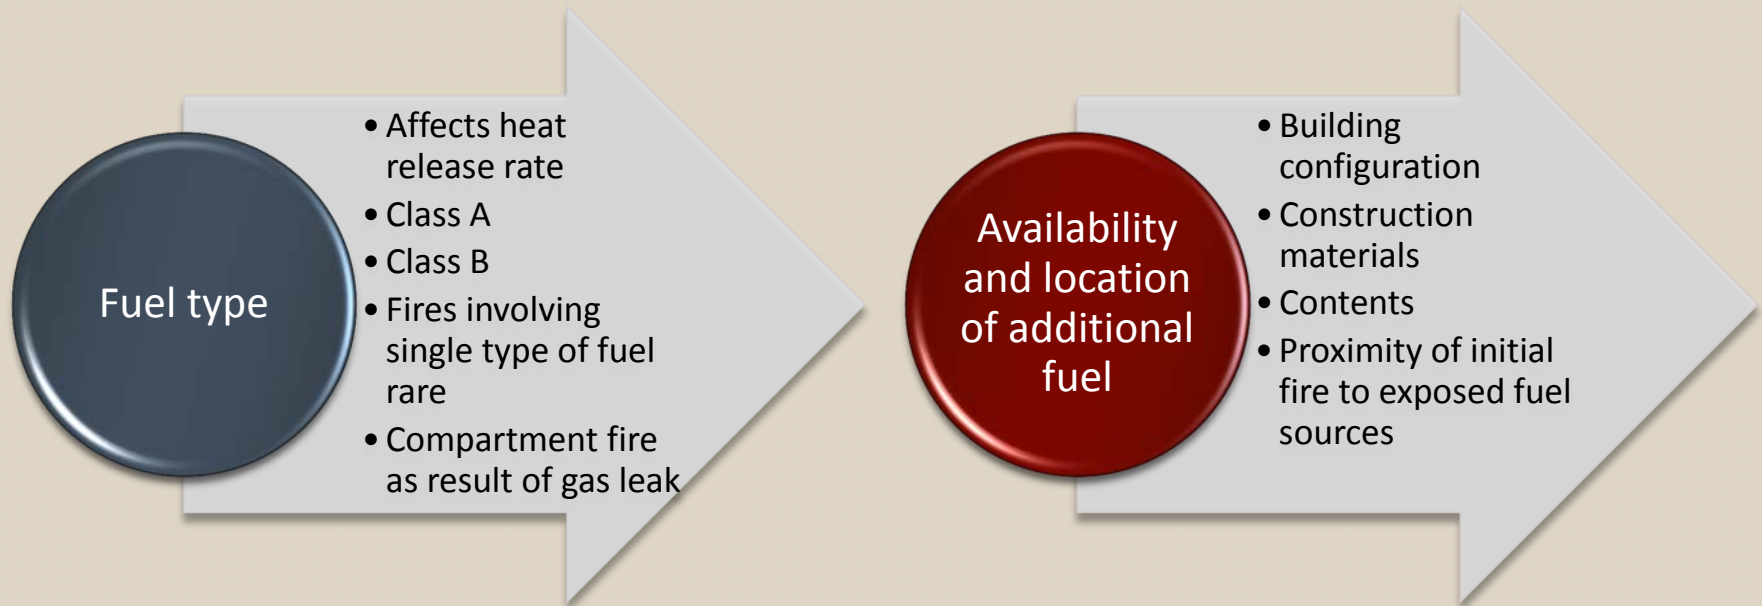 Fuel type
• Affects heat
release rate
• Class A
• Class B
• Fires involving
single type of fuel
rare
• Compartment fire
as result of gas leak
Availability
and location
of additional
fuel
• Building
configuration
• Construction
materials
• Contents
• Proximity of initial
fire to exposed fuel
sources